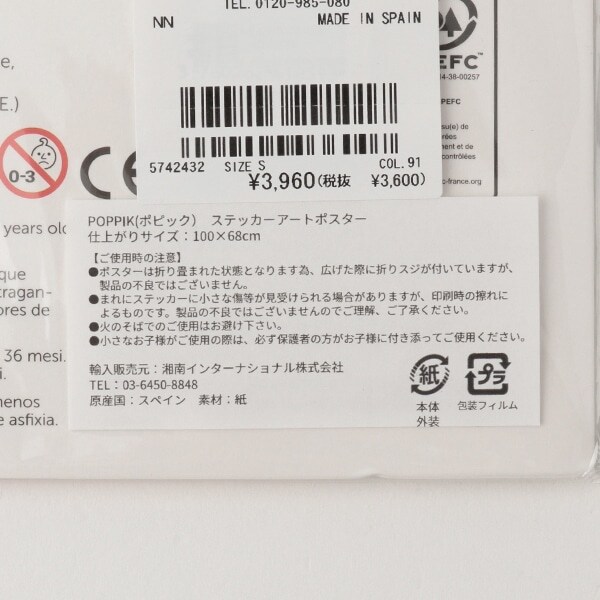 TEL. 0120-985-080
NN MADE IN SPAIN
e,
E.)
0-3
CE
EFC™
4-38-00257
PEFC
c-france.org
5742432 SIZE S COL.91
¥3,960(税抜 ¥3,600)
years old
que
ores de
36 mesi.
i.
menos
e asfixia.
POPPIK(ポピック) ステッカーアートポスター
仕上がりサイズ：100×68cm
【ご使用時の注意】
●ポスターは折り畳まれた状態となります為、広げた際に折りスジが付いていますが、
製品の不良ではございません。
●まれにステッカーに小さな傷等が見受けられる場合がありますが、印刷時の擦れに
よるものです。製品の不良ではございませんのでご理解、ご了承ください。
●火のそばでのご使用はお避け下さい。
●小さなお子様がご使用の際は、必ず保護者の方がお子様に付き添ってご使用ください。
輸入販売元：湘南インターナショナル株式会社
TEL：03-6450-8848
原産国：スペイン 素材：紙
紙
本体
外装
プラ
包装フィルム